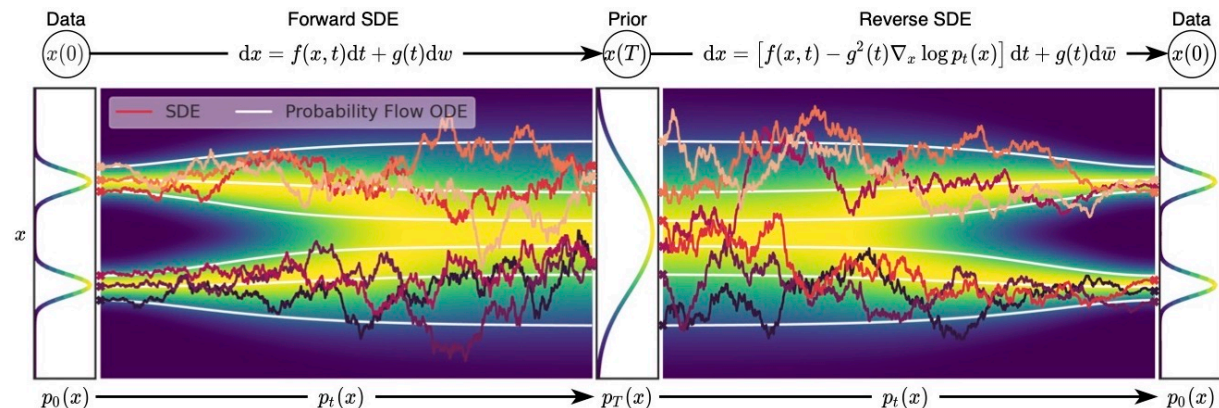 Data Forward SDE Prior Reverse SDE Data
x(0) dx = f(x, t)dt + g(t)dw x(T) dx = [f(x, t) − g²(t)∇ₓ log pₜ(x)] dt + g(t)dw̄ x(0)
SDE Probability Flow ODE
x
p₀(x) pₜ(x) p_T(x) pₜ(x) p₀(x)